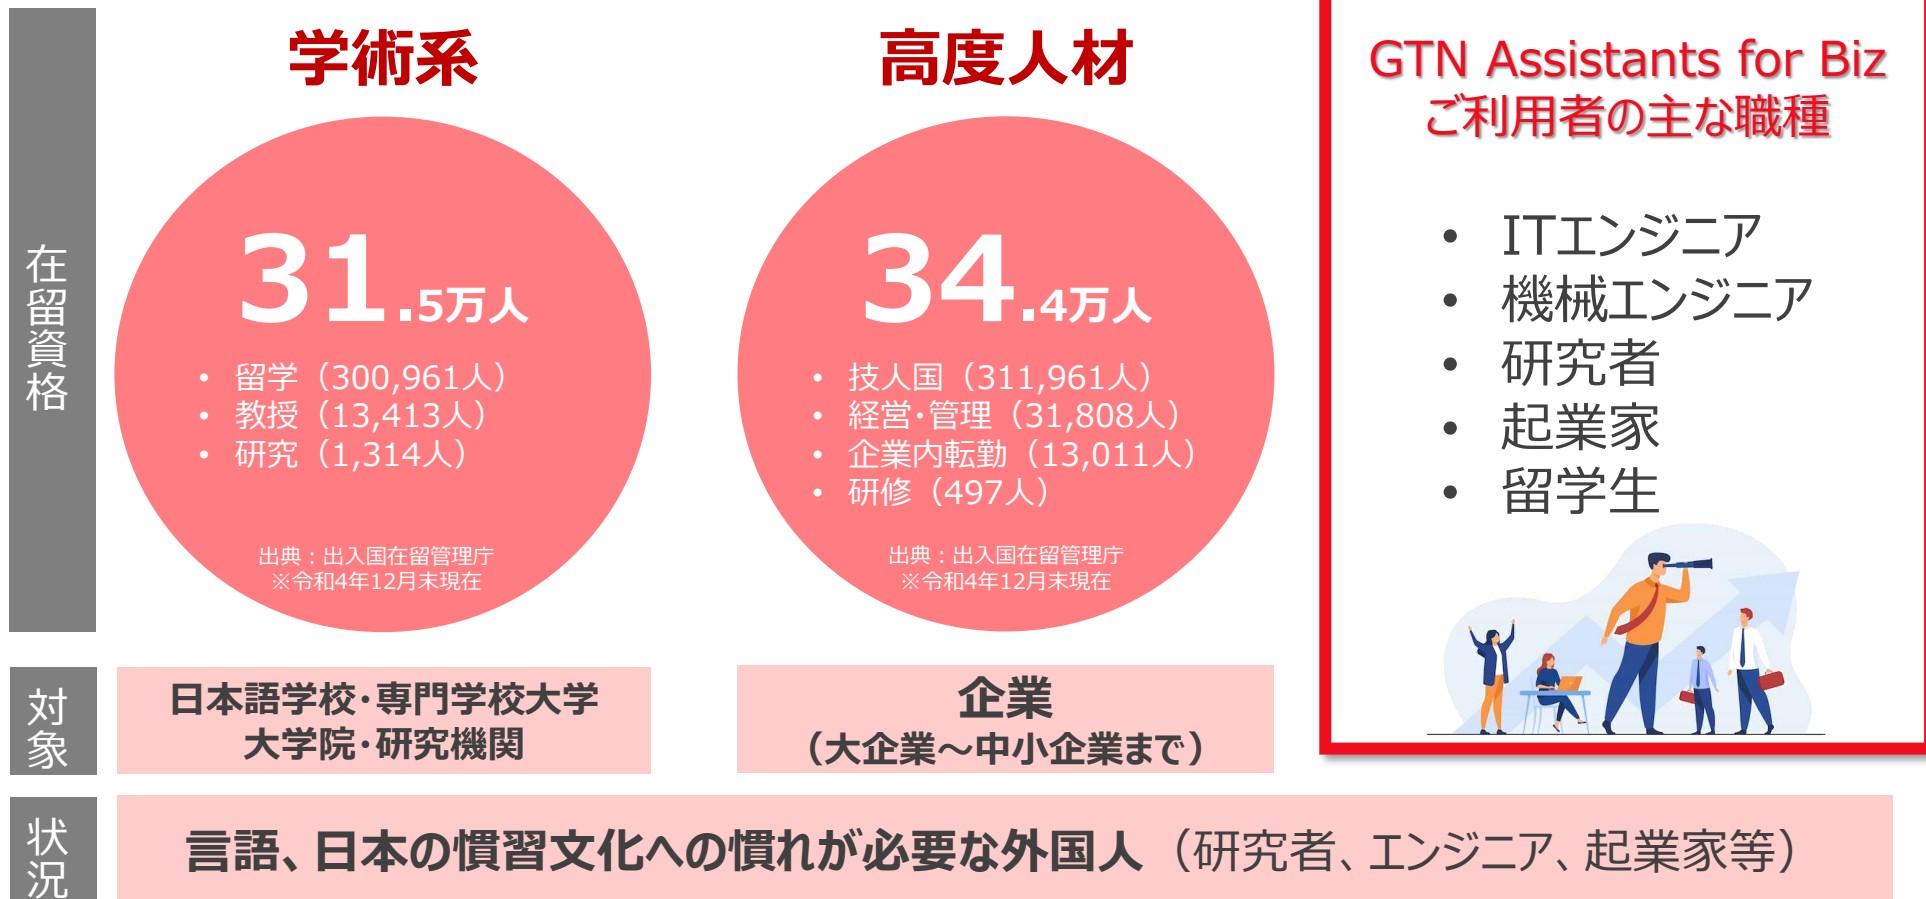 在留資格
学術系
31.5万人
• 留学（300,961人）
• 教授（13,413人）
• 研究（1,314人）
出典：出入国在留管理庁
※令和4年12月末現在
高度人材
34.4万人
• 技人国（311,961人）
• 経営・管理（31,808人）
• 企業内転勤（13,011人）
• 研修（497人）
出典：出入国在留管理庁
※令和4年12月末現在
GTN Assistants for Biz
ご利用者の主な職種
• ITエンジニア
• 機械エンジニア
• 研究者
• 起業家
• 留学生
対象
日本語学校・専門学校大学
大学院・研究機関
企業
（大企業～中小企業まで）
状況
言語、日本の慣習文化への慣れが必要な外国人（研究者、エンジニア、起業家等）